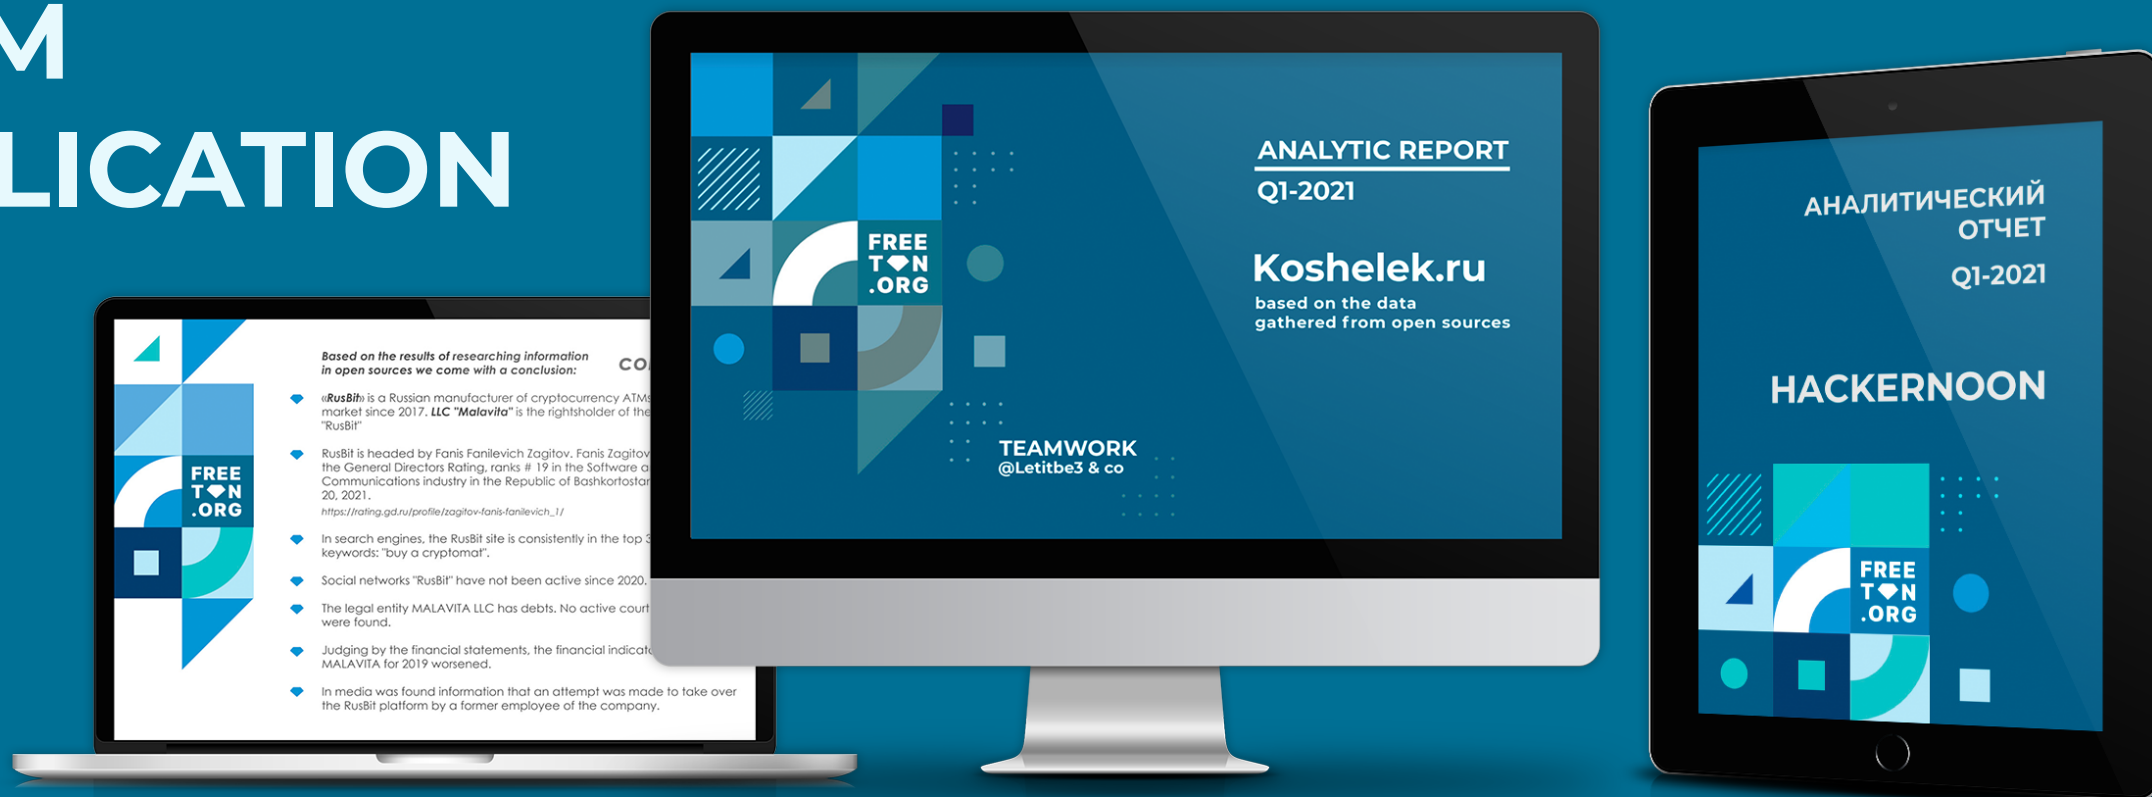 M
LICATION
Based on the results of researching information
in open sources we come with a conclusion:
CO
«RusBit» is a Russian manufacturer of cryptocurrency ATMs
market since 2017. LLC "Malavita" is the rightsholder of the
"RusBit"
RusBit is headed by Fanis Fanilevich Zagitov. Fanis Zagitov
the General Directors Rating, ranks # 19 in the Software a
Communications industry in the Republic of Bashkortostan
20, 2021.
https://rating.gd.ru/profile/zagitov-fanis-fanilevich_1/
In search engines, the RusBit site is consistently in the top 3
keywords: "buy a cryptomat".
Social networks "RusBit" have not been active since 2020.
The legal entity MALAVITA LLC has debts. No active court
were found.
Judging by the financial statements, the financial indicato
MALAVITA for 2019 worsened.
In media was found information that an attempt was made to take over
the RusBit platform by a former employee of the company.
FREE
TON
.ORG
ANALYTIC REPORT
Q1-2021
Koshelek.ru
based on the data
gathered from open sources
FREE
TON
.ORG
TEAMWORK
@Letitbe3 & co
АНАЛИТИЧЕСКИЙ
ОТЧЕТ
Q1-2021
HACKERNOON
FREE
TON
.ORG